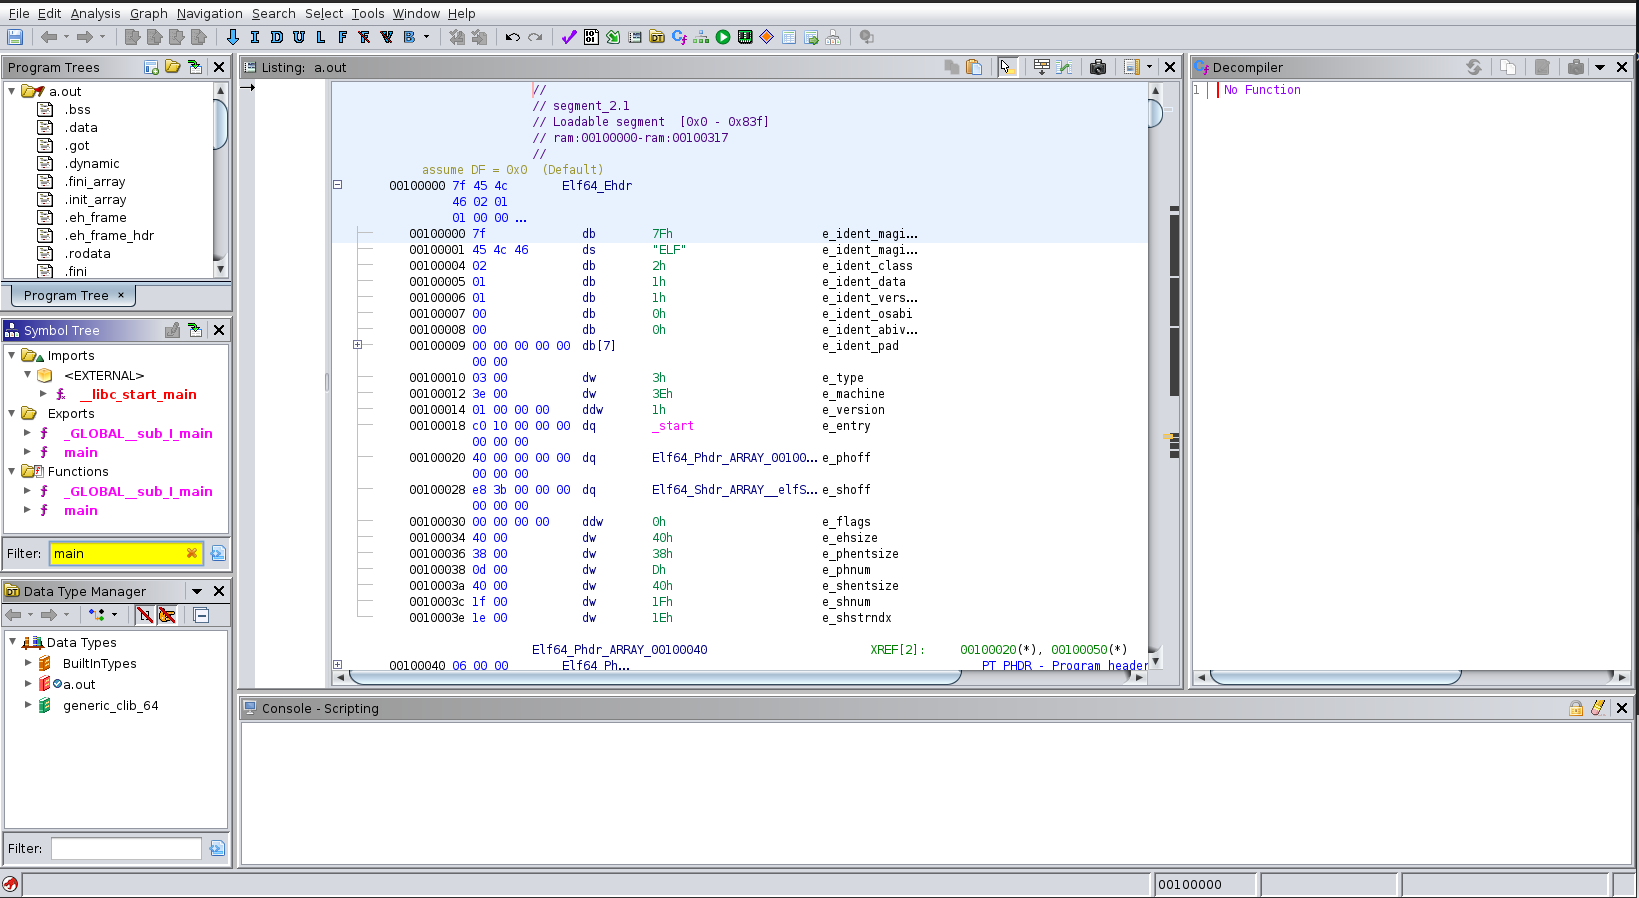 File Edit Analysis Graph Navigation Search Select Tools Window Help
I D U L F B
Program Trees
a.out
.bss
.data
.got
.dynamic
.fini_array
.init_array
.eh_frame
.eh_frame_hdr
.rodata
.fini
Program Tree ×
Symbol Tree
Imports
<EXTERNAL>
__libc_start_main
Exports
_GLOBAL__sub_I_main
main
Functions
_GLOBAL__sub_I_main
main
Filter: main
Data Type Manager
Data Types
BuiltInTypes
a.out
generic_clib_64
Filter:
Listing: a.out
//
// segment_2.1
// Loadable segment [0x0 - 0x83f]
// ram:00100000-ram:00100317
//
assume DF = 0x0 (Default)
00100000 7f 45 4c Elf64_Ehdr
46 02 01
01 00 00 ...
00100000 7f db 7Fh e_ident_magi...
00100001 45 4c 46 ds "ELF" e_ident_magi...
00100004 02 db 2h e_ident_class
00100005 01 db 1h e_ident_data
00100006 01 db 1h e_ident_vers...
00100007 00 db 0h e_ident_osabi
00100008 00 db 0h e_ident_abiv...
00100009 00 00 00 00 00 db[7] e_ident_pad
00 00
00100010 03 00 dw 3h e_type
00100012 3e 00 dw 3Eh e_machine
00100014 01 00 00 00 ddw 1h e_version
00100018 c0 10 00 00 00 dq _start e_entry
00 00 00
00100020 40 00 00 00 00 dq Elf64_Phdr_ARRAY_00100... e_phoff
00 00 00
00100028 e8 3b 00 00 00 dq Elf64_Shdr_ARRAY__elfS... e_shoff
00 00 00
00100030 00 00 00 00 ddw 0h e_flags
00100034 40 00 dw 40h e_ehsize
00100036 38 00 dw 38h e_phentsize
00100038 0d 00 dw Dh e_phnum
0010003a 40 00 dw 40h e_shentsize
0010003c 1f 00 dw 1Fh e_shnum
0010003e 1e 00 dw 1Eh e_shstrndx
Elf64_Phdr_ARRAY_00100040 XREF[2]: 00100020(*), 00100050(*)
00100040 06 00 00 Elf64_Ph... PT_PHDR - Program header
Decompiler
1 No Function
Console - Scripting
00100000